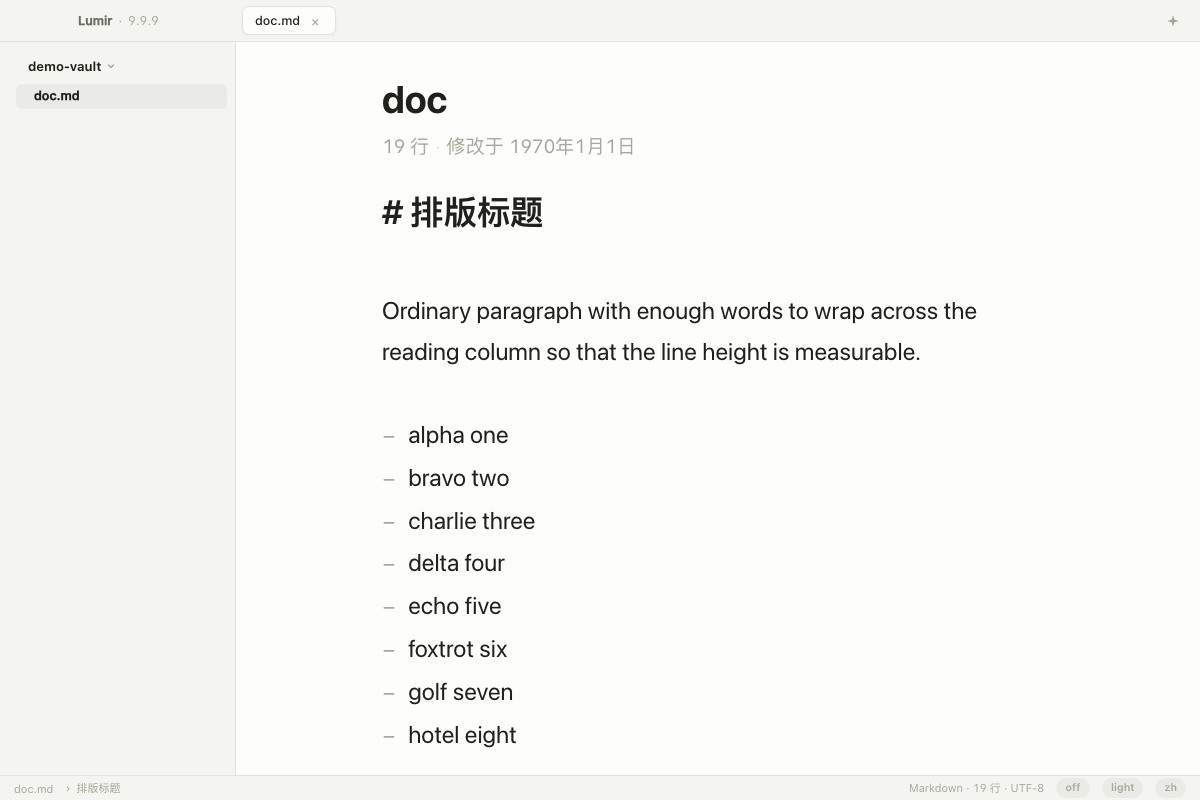 Lumir · 9.9.9
doc.md ×
demo-vault
doc.md
doc
19 行 · 修改于 1970年1月1日
# 排版标题
Ordinary paragraph with enough words to wrap across the
reading column so that the line height is measurable.
– alpha one
– bravo two
– charlie three
– delta four
– echo five
– foxtrot six
– golf seven
– hotel eight
doc.md › 排版标题
Markdown · 19 行 · UTF-8 off light zh